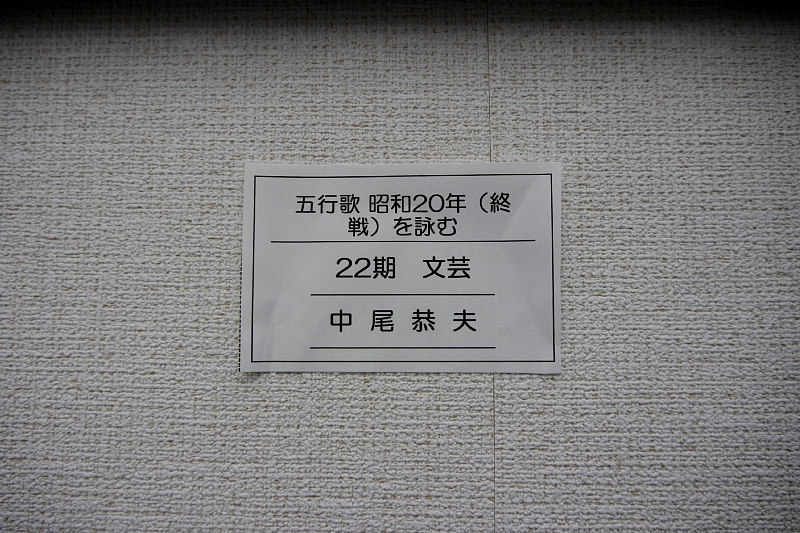 五行歌 昭和20年（終
戦）を詠む
22期　文芸
中 尾 恭 夫